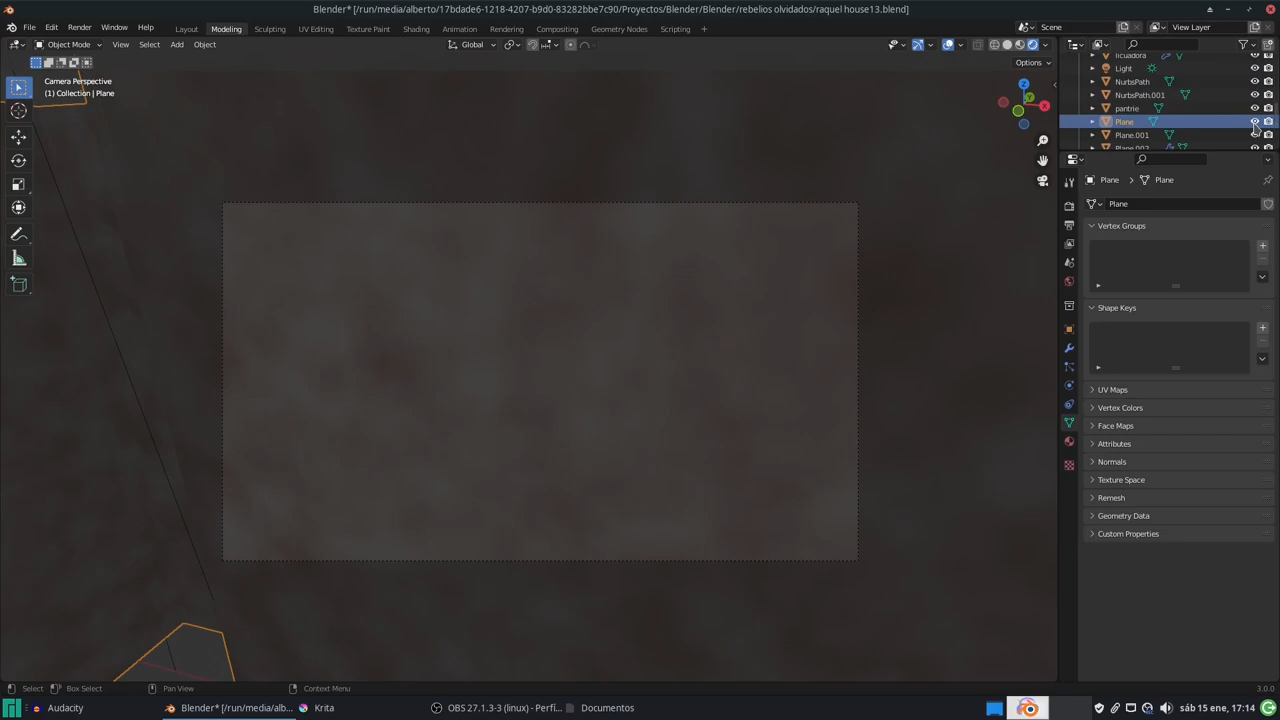 Blender* [/run/media/alberto/17bdade6-1218-4207-b9d0-83282bbe7c90/Proyectos/Blender/Blender/rebelios olvidados/raquel house13.blend]
File Edit Render Window Help Layout Modeling Sculpting UV Editing Texture Paint Shading Animation Rendering Compositing Geometry Nodes Scripting + Scene View Layer
Object Mode View Select Add Object Global
Options
Camera Perspective
(1) Collection | Plane
licuadora
Light
NurbsPath
NurbsPath.001
pantrie
Plane
Plane.001
Plane.002
Plane Plane
Plane
Vertex Groups
Shape Keys
UV Maps
Vertex Colors
Face Maps
Attributes
Normals
Texture Space
Remesh
Geometry Data
Custom Properties
Z
Y
X
Select Box Select Pan View Context Menu 3.0.0
Audacity Blender* [/run/media/alb... Krita OBS 27.1.3-3 (linux) - Perfi... Documentos sáb 15 ene, 17:14